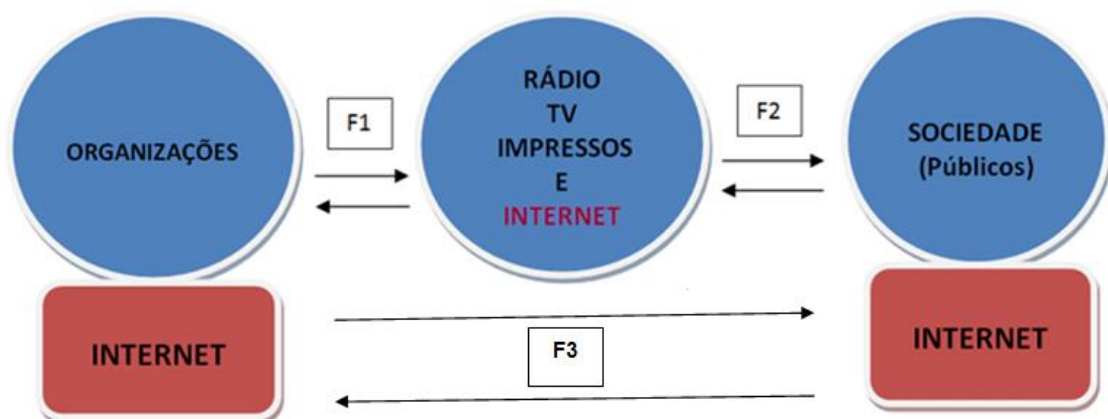 ORGANIZAÇÕES
F1
RÁDIO
TV
IMPRESSOS
E
INTERNET
F2
SOCIEDADE
(Públicos)
INTERNET
F3
INTERNET